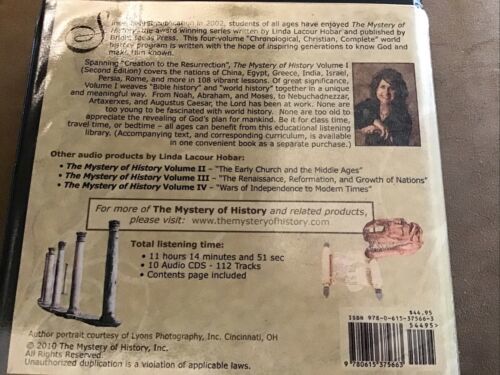 Since its publication in 2002, students of all ages have enjoyed The Mystery of
History the award winning series written by Linda Lacour Hobar and published by
Bright Ideas Press. This four-volume "Chronological, Christian, Complete" world
history program is written with the hope of inspiring generations to know God and
make Him known.
Spanning "Creation to the Resurrection", The Mystery of History Volume I
(Second Edition) covers the nations of China, Egypt, Greece, India, Israel,
Persia, Rome, and more in 108 vibrant lessons. Of great significance,
Volume I weaves "Bible history" and "world history" together in a unique
and meaningful way. From Noah, Abraham, and Moses, to Nebuchadnezzar,
Artaxerxes, and Augustus Caesar, the Lord has been at work. None are
too young to be fascinated with world history. None are too old to
appreciate the revealing of God's plan for mankind. Be it for class time,
travel time, or bedtime – all ages can benefit from this educational listening
library. (Accompanying text, and corresponding curriculum, is available
in one convenient book as a separate purchase.)
Other audio products by Linda Lacour Hobar:
• The Mystery of History Volume II – "The Early Church and the Middle Ages"
• The Mystery of History Volume III – "The Renaissance, Reformation, and Growth of Nations"
• The Mystery of History Volume IV – "Wars of Independence to Modern Times"
For more of The Mystery of History and related products,
please visit: www.themysteryofhistory.com
Total listening time:
• 11 hours 14 minutes and 51 sec
• 10 Audio CDS - 112 Tracks
• Contents page included
$44.95
ISBN 978-0-615-37566-3
54495>
9 780615 375663
Author portrait courtesy of Lyons Photography, Inc. Cincinnati, OH
© 2010 The Mystery of History, Inc.
All Rights Reserved.
Unauthorized duplication is a violation of applicable laws.